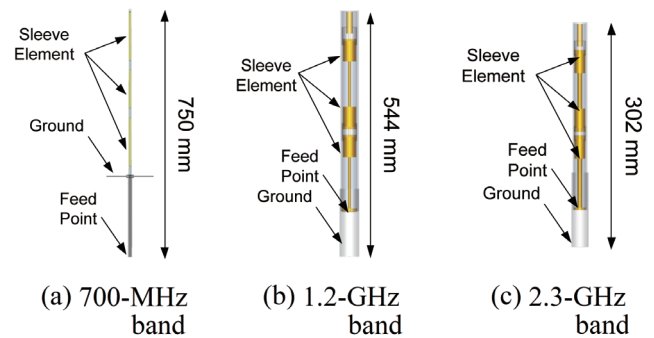 Sleeve
Element
Ground
Feed
Point
750 mm
Sleeve
Element
Feed
Point
Ground
544 mm
Sleeve
Element
Feed
Point
Ground
302 mm
(a) 700-MHz
band
(b) 1.2-GHz
band
(c) 2.3-GHz
band